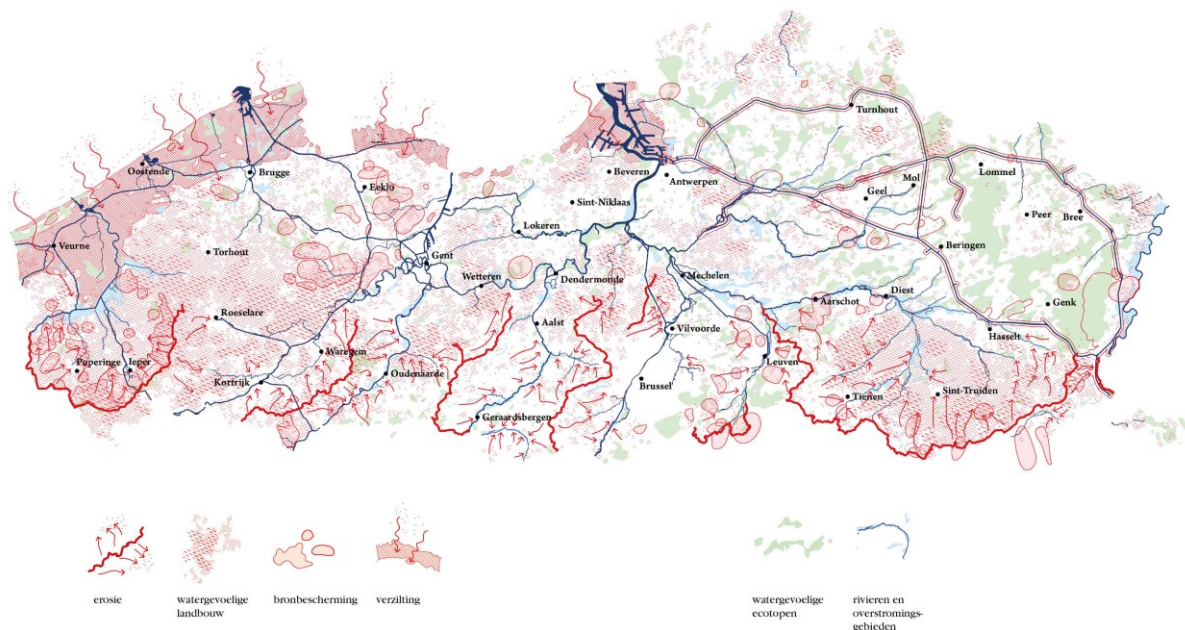 Turnhout
Oostende
Brugge
Beveren
Antwerpen
Lommel
Eeklo
Geel
Mol
Sint-Niklaas
Peer
Bree
Lokeren
Veurne
Torhout
Gent
Beringen
Wetteren
Dendermonde
Mechelen
Diest
Aarschot
Genk
Roeselare
Aalst
Vilvoorde
Hasselt
Waregem
Leuven
Poperinge
Ieper
Oudenaarde
Kortrijk
Brussel
Tienen
Sint-Truiden
Geraardsbergen
erosie
watergevoelige
landbouw
bronbescherming
verzilting
watergevoelige
ecotopen
rivieren en
overstromings-
gebieden